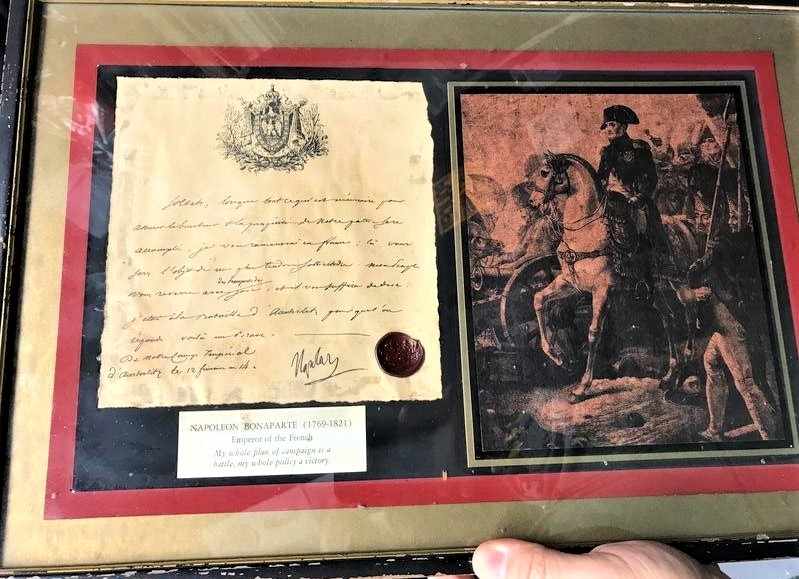 Soldats, lorsque tout ce qui est nécessaire pour
assurer le bonheur et la prospérité de notre patrie sera
accompli, je vous ramenerai en france; là vous
serez l'objet de mes plus tendres sollicitudes. mon peuple
vous reverra avec joie, et il vous suffira de dire:
j'étois à la Bataille d'Austerlitz pour que l'on
réponde voilà un Brave.
De notre Camp Impérial
d'Austerlitz le 12 frimaire 14.
NAPOLEON BONAPARTE (1769-1821)
Emperor of the French
My whole plan of campaign is a
battle, my whole policy a victory.